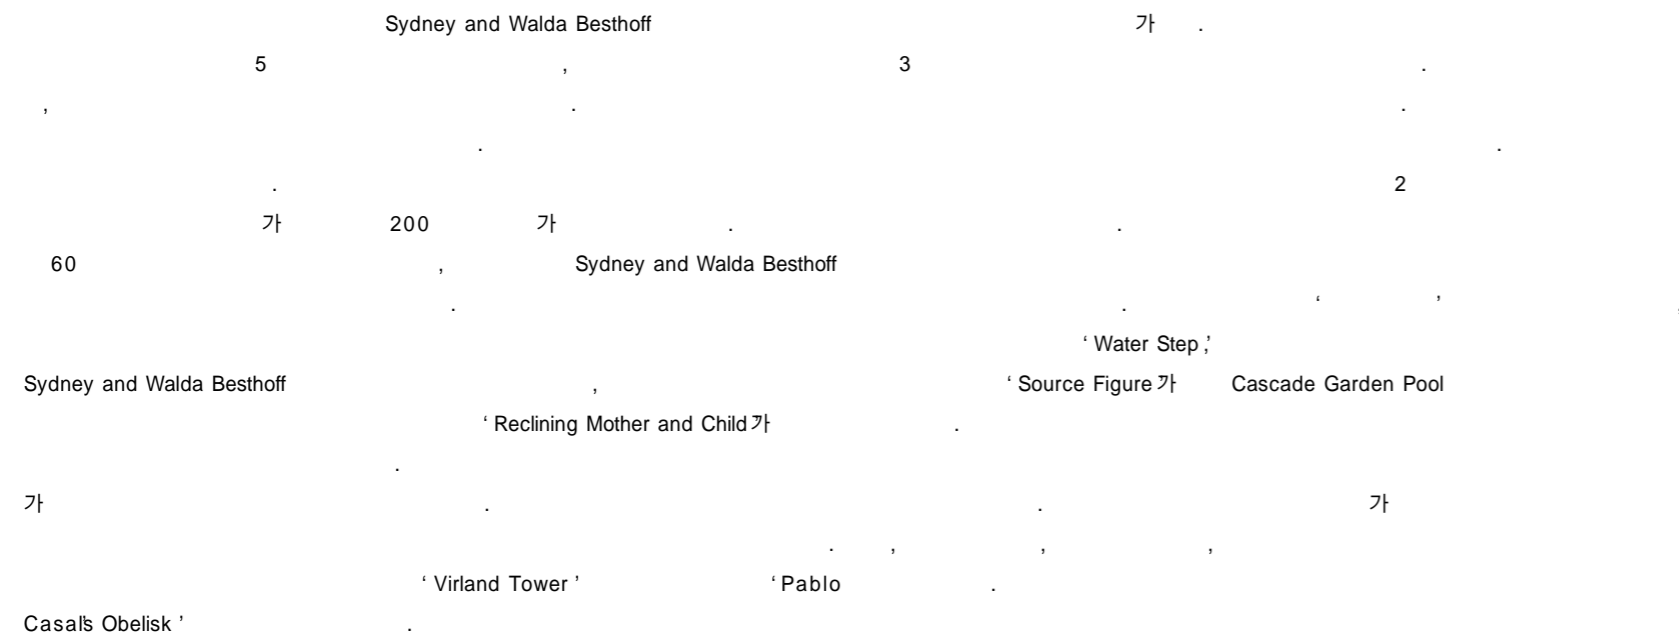 Sydney and Walda Besthoff 가 .
5 , 3 .
, . .
. .
. 2
가 200 가 . .
60 , Sydney and Walda Besthoff
. . ‘ ’ ,
‘ Water Step ,’
Sydney and Walda Besthoff , ‘ Source Figure 가 Cascade Garden Pool
‘ Reclining Mother and Child 가 .
.
가 . . 가
. , , ,
‘ Virland Tower ’ ‘ Pablo .
Casal’s Obelisk ’ .